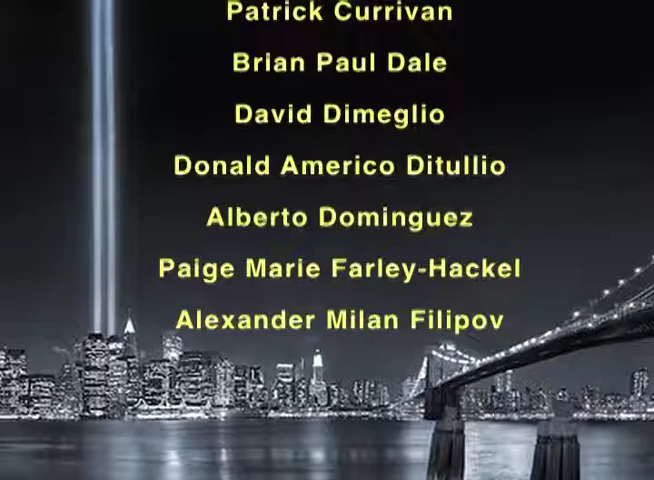 Patrick Currivan
Brian Paul Dale
David Dimeglio
Donald Americo Ditullio
Alberto Dominguez
Paige Marie Farley-Hackel
Alexander Milan Filipov